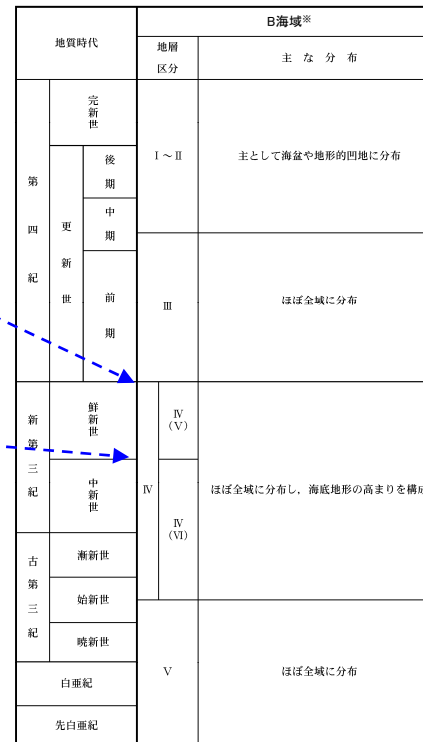 地質時代
B海域※
地層
区分
主な分布
第四紀
完新世
更新世
後期
中期
前期
Ⅰ～Ⅱ
主として海盆や地形的凹地に分布
Ⅲ
ほぼ全域に分布
新第三紀
鮮新世
中新世
Ⅳ
Ⅳ
(Ⅴ)
Ⅳ
(Ⅵ)
ほぼ全域に分布し，海底地形の高まりを構成
古第三紀
漸新世
始新世
暁新世
白亜紀
先白亜紀
Ⅴ
ほぼ全域に分布